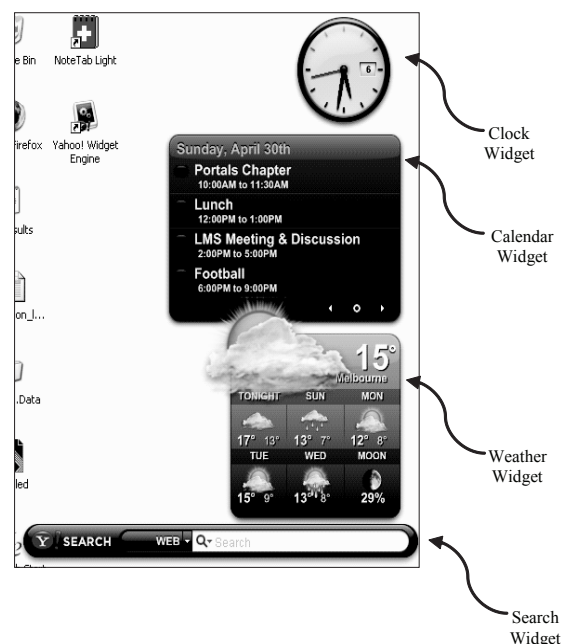 e Bin
NoteTab Light
6
Firefox
Yahoo! Widget
Engine
Clock
Widget
Sunday, April 30th
Portals Chapter
10:00AM to 11:30AM
Lunch
12:00PM to 1:00PM
LMS Meeting & Discussion
2:00PM to 5:00PM
Football
6:00PM to 9:00PM
Calendar
Widget
sults
on_l...
15°
Melbourne
TONIGHT SUN MON
17° 13° 13° 7° 12° 8°
TUE WED MOON
15° 9° 13° 8° 29%
.Data
led
Weather
Widget
Y! SEARCH WEB Search
Search
Widget